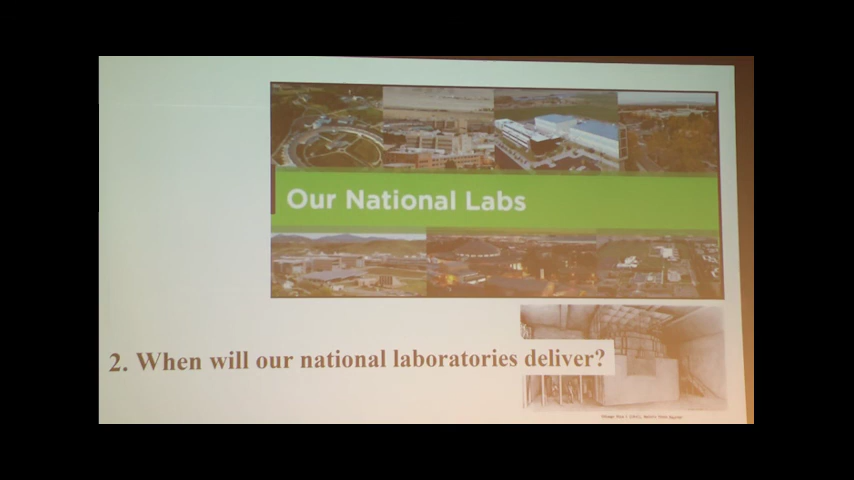 Our National Labs
2. When will our national laboratories deliver?